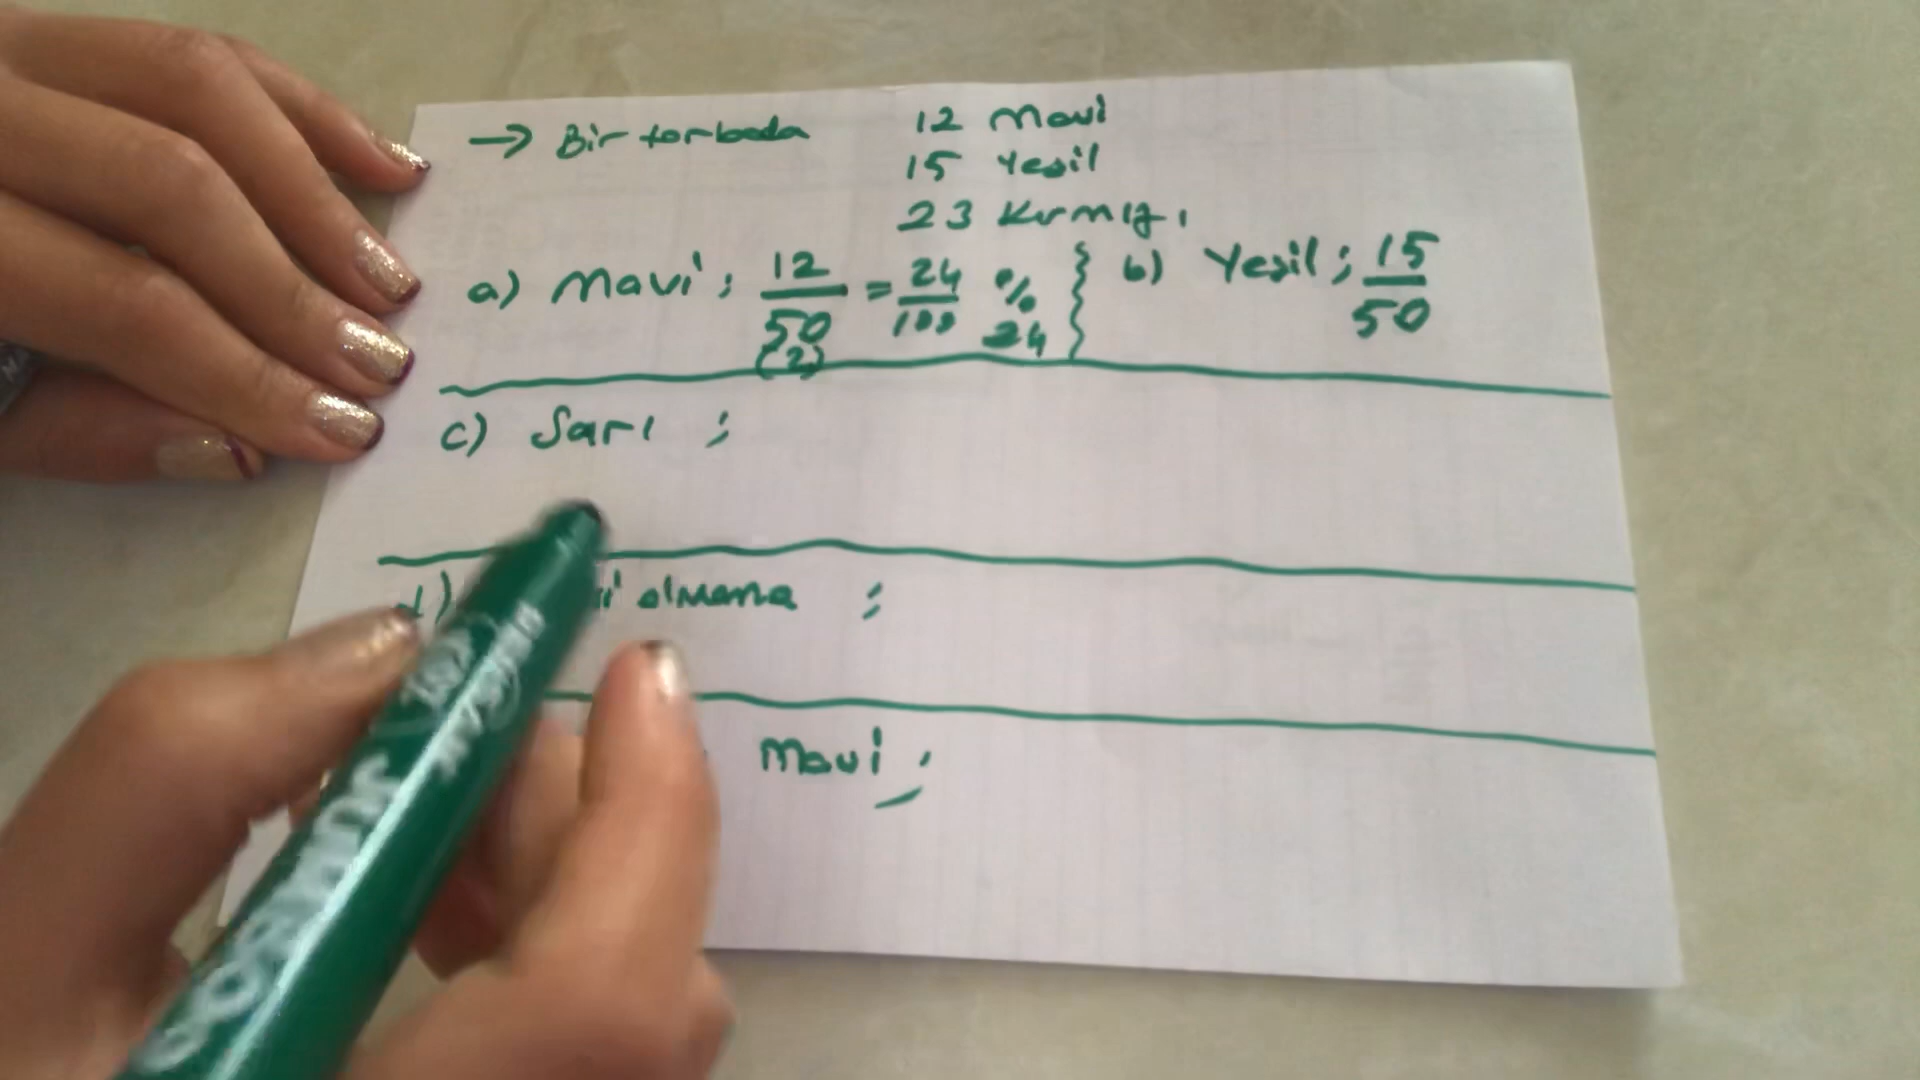 → Bir torbada 12 Mavi
15 Yeşil
23 Kırmızı
a) Mavi; 12/50 (2) = 24/100 % 24
b) Yeşil; 15/50
c) Sarı ;
olmama ;
Mavi ;